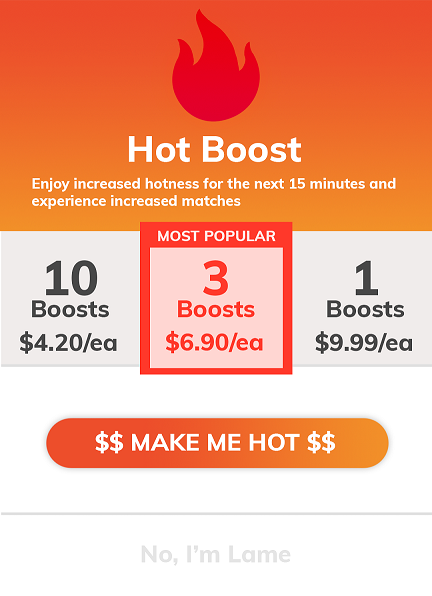 Hot Boost
Enjoy increased hotness for the next 15 minutes and
experience increased matches
MOST POPULAR
10
Boosts
$4.20/ea
3
Boosts
$6.90/ea
1
Boosts
$9.99/ea
$$ MAKE ME HOT $$
No, I'm Lame